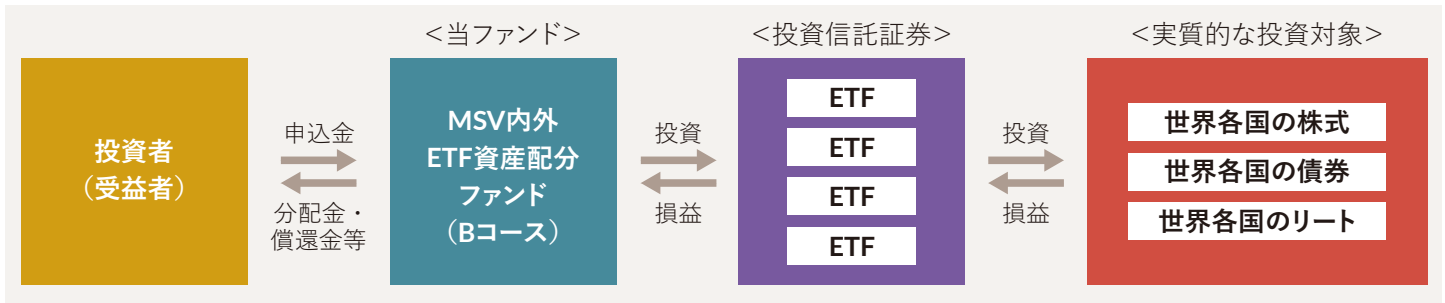 <当ファンド>
<投資信託証券>
<実質的な投資対象>
投資者
（受益者）
申込金
分配金・
償還金等
MSV内外
ETF資産配分
ファンド
（Bコース）
投資
損益
ETF
ETF
ETF
ETF
投資
損益
世界各国の株式
世界各国の債券
世界各国のリート